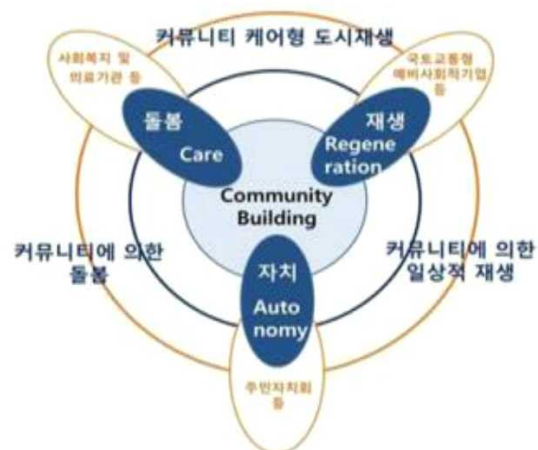 커뮤니티 케어형 도시재생
사회복지 및
의료기관 등
국토교통형
예비사회적기업
등
돌봄
Care
재생
Regene
ration
Community
Building
커뮤니티에 의한
돌봄
커뮤니티에 의한
일상적 재생
자치
Auto
nomy
주민자치회
등